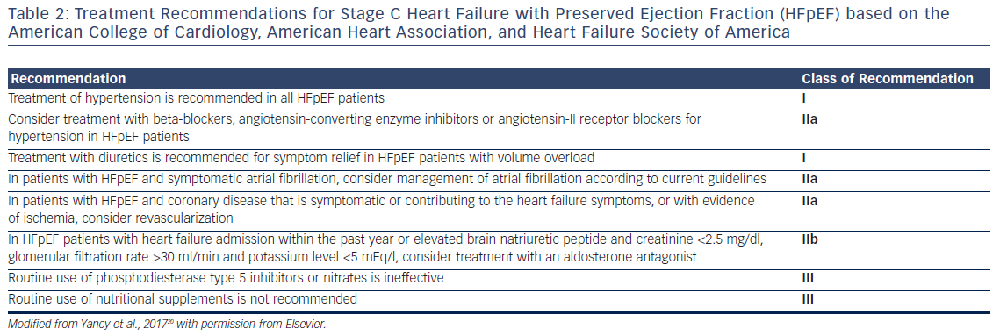 Table 2: Treatment Recommendations for Stage C Heart Failure with Preserved Ejection Fraction (HFpEF) based on the
American College of Cardiology, American Heart Association, and Heart Failure Society of America
Recommendation Class of Recommendation
Treatment of hypertension is recommended in all HFpEF patients I
Consider treatment with beta-blockers, angiotensin-converting enzyme inhibitors or angiotensin-II receptor blockers for IIa
hypertension in HFpEF patients
Treatment with diuretics is recommended for symptom relief in HFpEF patients with volume overload I
In patients with HFpEF and symptomatic atrial fibrillation, consider management of atrial fibrillation according to current guidelines IIa
In patients with HFpEF and coronary disease that is symptomatic or contributing to the heart failure symptoms, or with evidence IIa
of ischemia, consider revascularization
In HFpEF patients with heart failure admission within the past year or elevated brain natriuretic peptide and creatinine <2.5 mg/dl, IIb
glomerular filtration rate >30 ml/min and potassium level <5 mEq/l, consider treatment with an aldosterone antagonist
Routine use of phosphodiesterase type 5 inhibitors or nitrates is ineffective III
Routine use of nutritional supplements is not recommended III
Modified from Yancy et al., 2017 with permission from Elsevier.